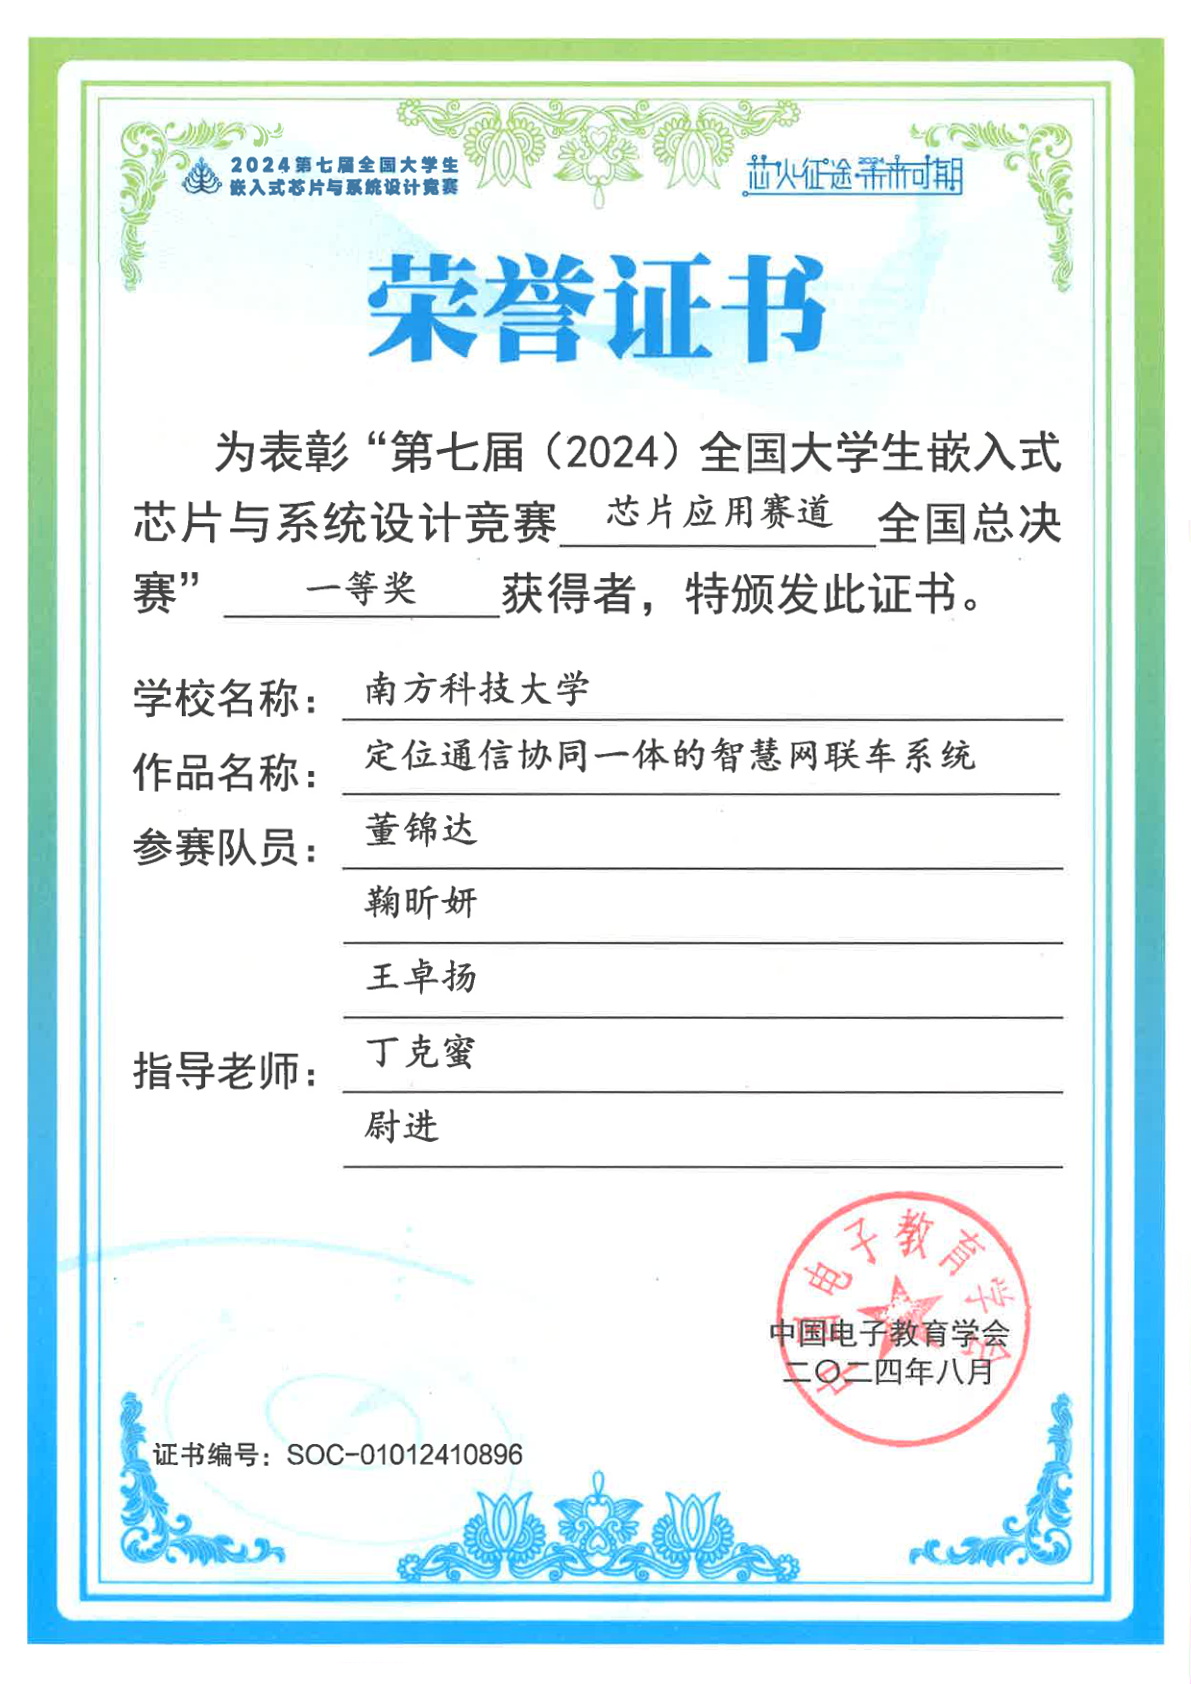 2024第七届全国大学生
嵌入式芯片与系统设计竞赛
芯火征途·2024·未来可期
荣誉证书
为表彰“第七届（2024）全国大学生嵌入式
芯片与系统设计竞赛 芯片应用赛道 全国总决
赛” 一等奖 获得者，特颁发此证书。
学校名称： 南方科技大学
作品名称： 定位通信协同一体的智慧网联车系统
参赛队员： 董锦达
鞠昕妍
王卓扬
指导老师： 丁克蜜
尉进
中国电子教育学会
中国电子教育学会
二〇二四年八月
证书编号：SOC-01012410896